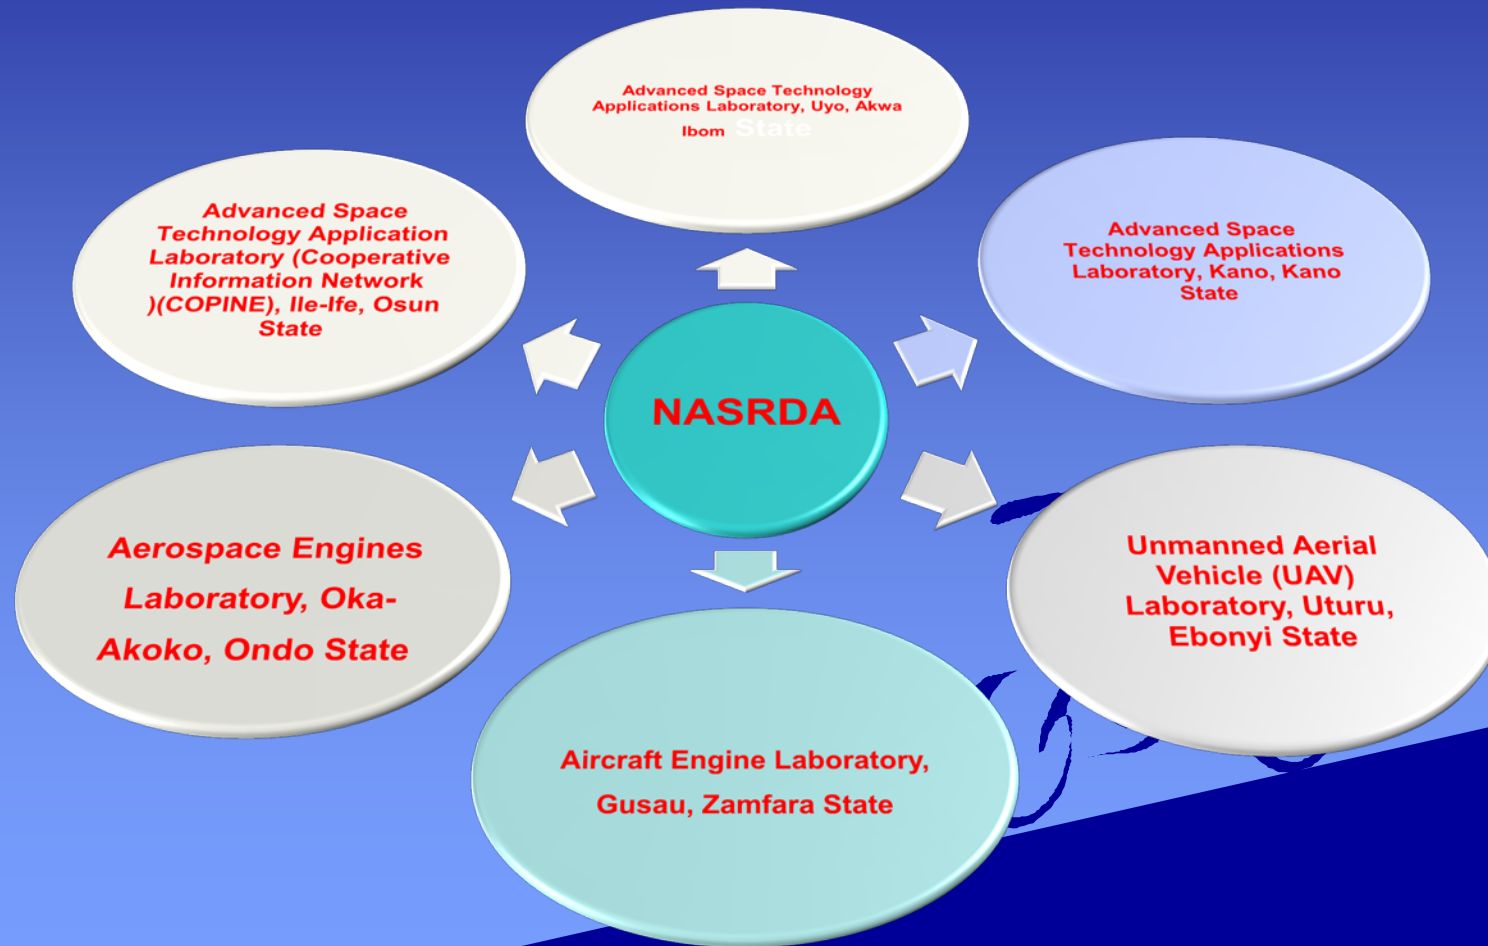 Advanced Space Technology
Applications Laboratory, Uyo, Akwa
Ibom State
Advanced Space
Technology Applications
Laboratory, Kano, Kano
State
Unmanned Aerial
Vehicle (UAV)
Laboratory, Uturu,
Ebonyi State
Aircraft Engine Laboratory,
Gusau, Zamfara State
Aerospace Engines
Laboratory, Oka-
Akoko, Ondo State
Advanced Space
Technology Application
Laboratory (Cooperative
Information Network
)(COPINE), Ile-Ife, Osun
State
NASRDA